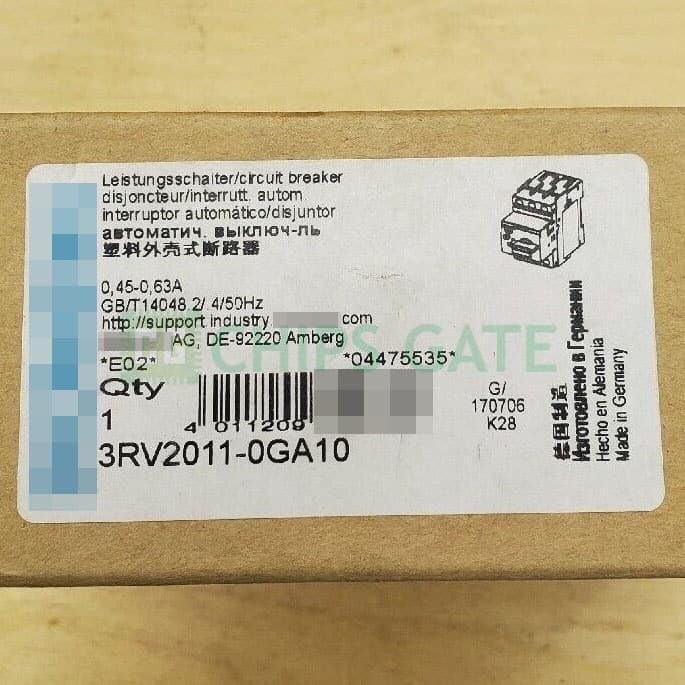 Leistungsschalter/circuit breaker
disjoncteur/interrutt. autom.
interruptor automático/disjuntor
автоматич. выключ-ль
塑料外壳式断路器
0,45-0,63A
GB/T14048.2/.4/50Hz
http://support.industry. com
AG, DE-92220 Amberg
*E02* *04475535*
CHIPS GATE
Qty
1
4 011209
G/
170706
K28
3RV2011-0GA10
德国制造
Изготовлено в Германии
Hecho en Alemania
Made in Germany